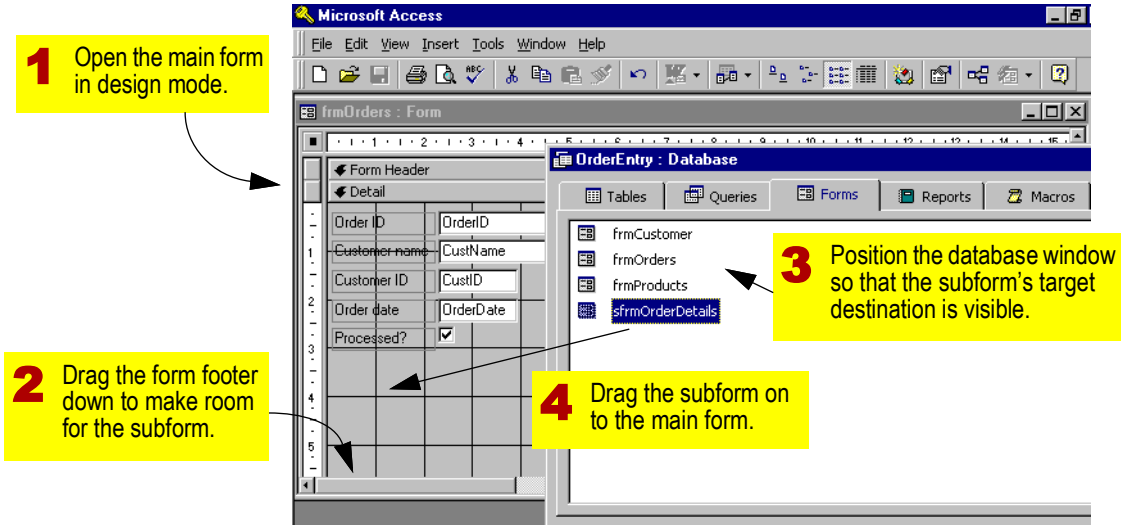 Microsoft Access
File Edit View Insert Tools Window Help
1 Open the main form
in design mode.
frmOrders : Form
Form Header
Detail
Order ID OrderID
Customer name CustName
Customer ID CustID
Order date OrderDate
Processed?
OrderEntry : Database
Tables Queries Forms Reports Macros
frmCustomer
frmOrders
frmProducts
sfrmOrderDetails
3 Position the database window
so that the subform's target
destination is visible.
2 Drag the form footer
down to make room
for the subform.
4 Drag the subform on
to the main form.